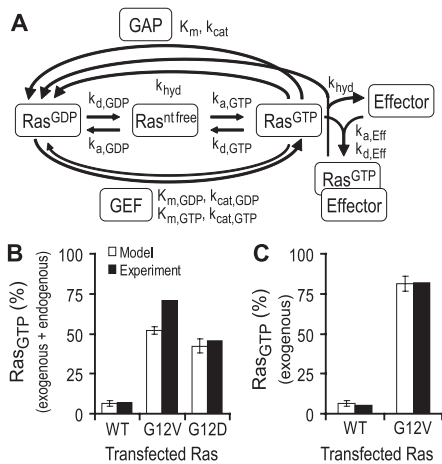 A
GAP
Km, kcat
khyd
kd,GDP
ka,GTP
khyd
Effector
RasGDP
Rasnt free
RasGTP
ka,GDP
kd,GTP
ka,Eff
kd,Eff
GEF
Km,GDP, kcat,GDP
Km,GTP, kcat,GTP
RasGTP
Effector
B
RasGTP (%)
(exogenous + endogenous)
100
75
50
25
0
Model
Experiment
WT G12V G12D
Transfected Ras
C
RasGTP (%)
(exogenous)
100
75
50
25
0
WT G12V
Transfected Ras